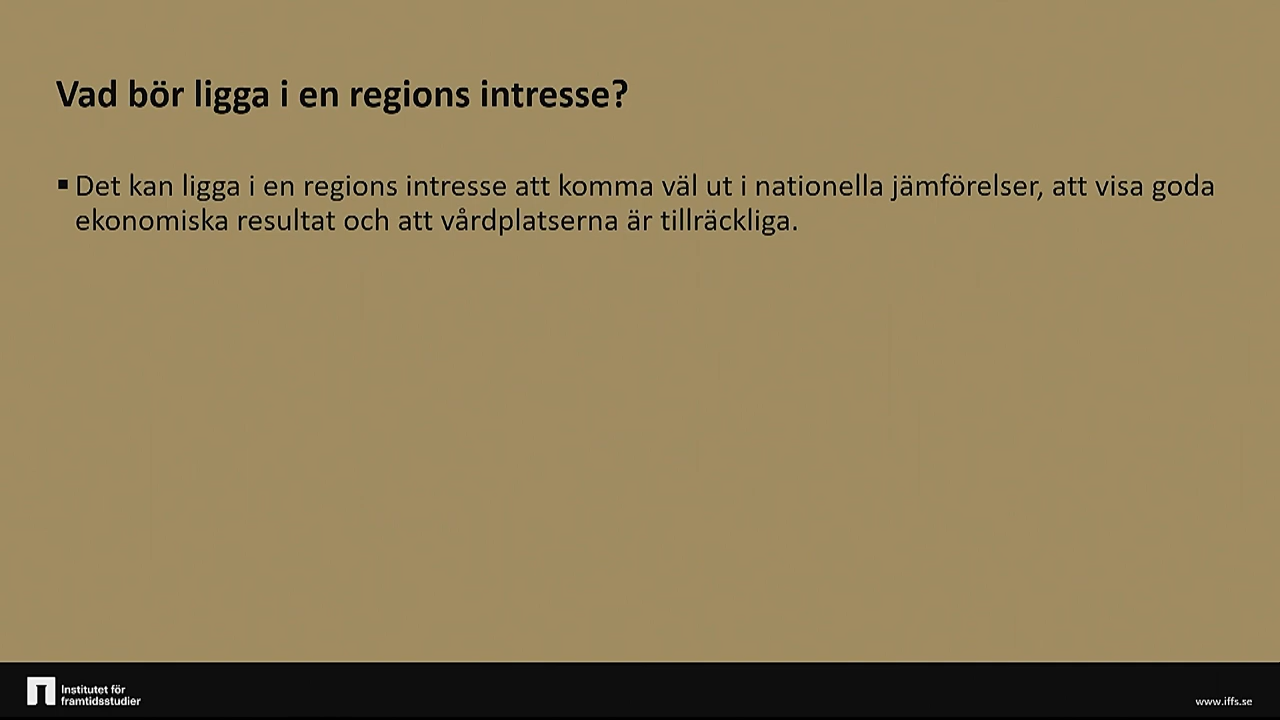 Vad bör ligga i en regions intresse?
▪ Det kan ligga i en regions intresse att komma väl ut i nationella jämförelser, att visa goda
ekonomiska resultat och att vårdplatserna är tillräckliga.
Institutet för
framtidsstudier
www.iffs.se